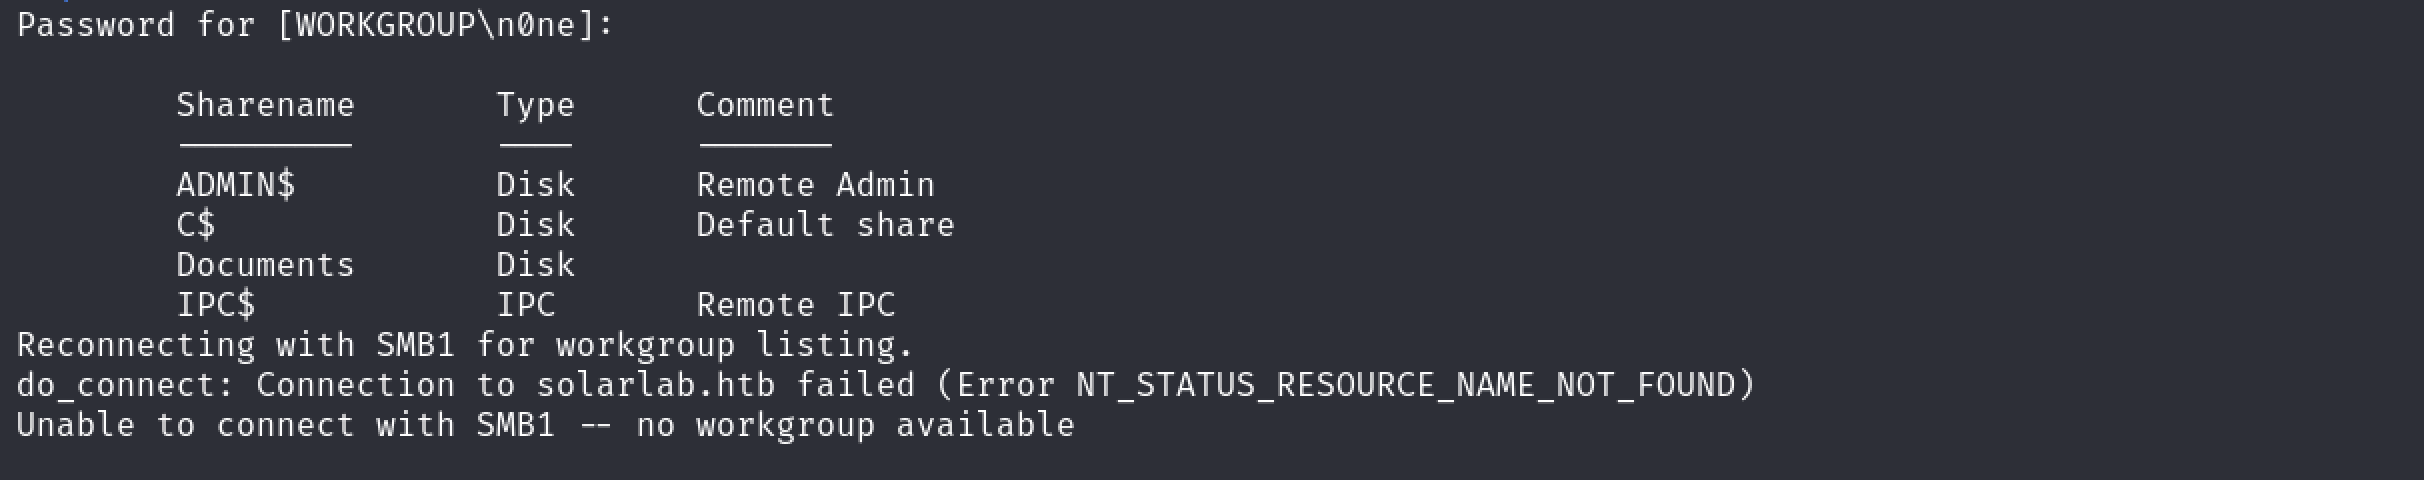 Password for [WORKGROUP\n0ne]:
Sharename Type Comment
--------- ---- -------
ADMIN$ Disk Remote Admin
C$ Disk Default share
Documents Disk
IPC$ IPC Remote IPC
Reconnecting with SMB1 for workgroup listing.
do_connect: Connection to solarlab.htb failed (Error NT_STATUS_RESOURCE_NAME_NOT_FOUND)
Unable to connect with SMB1 -- no workgroup available